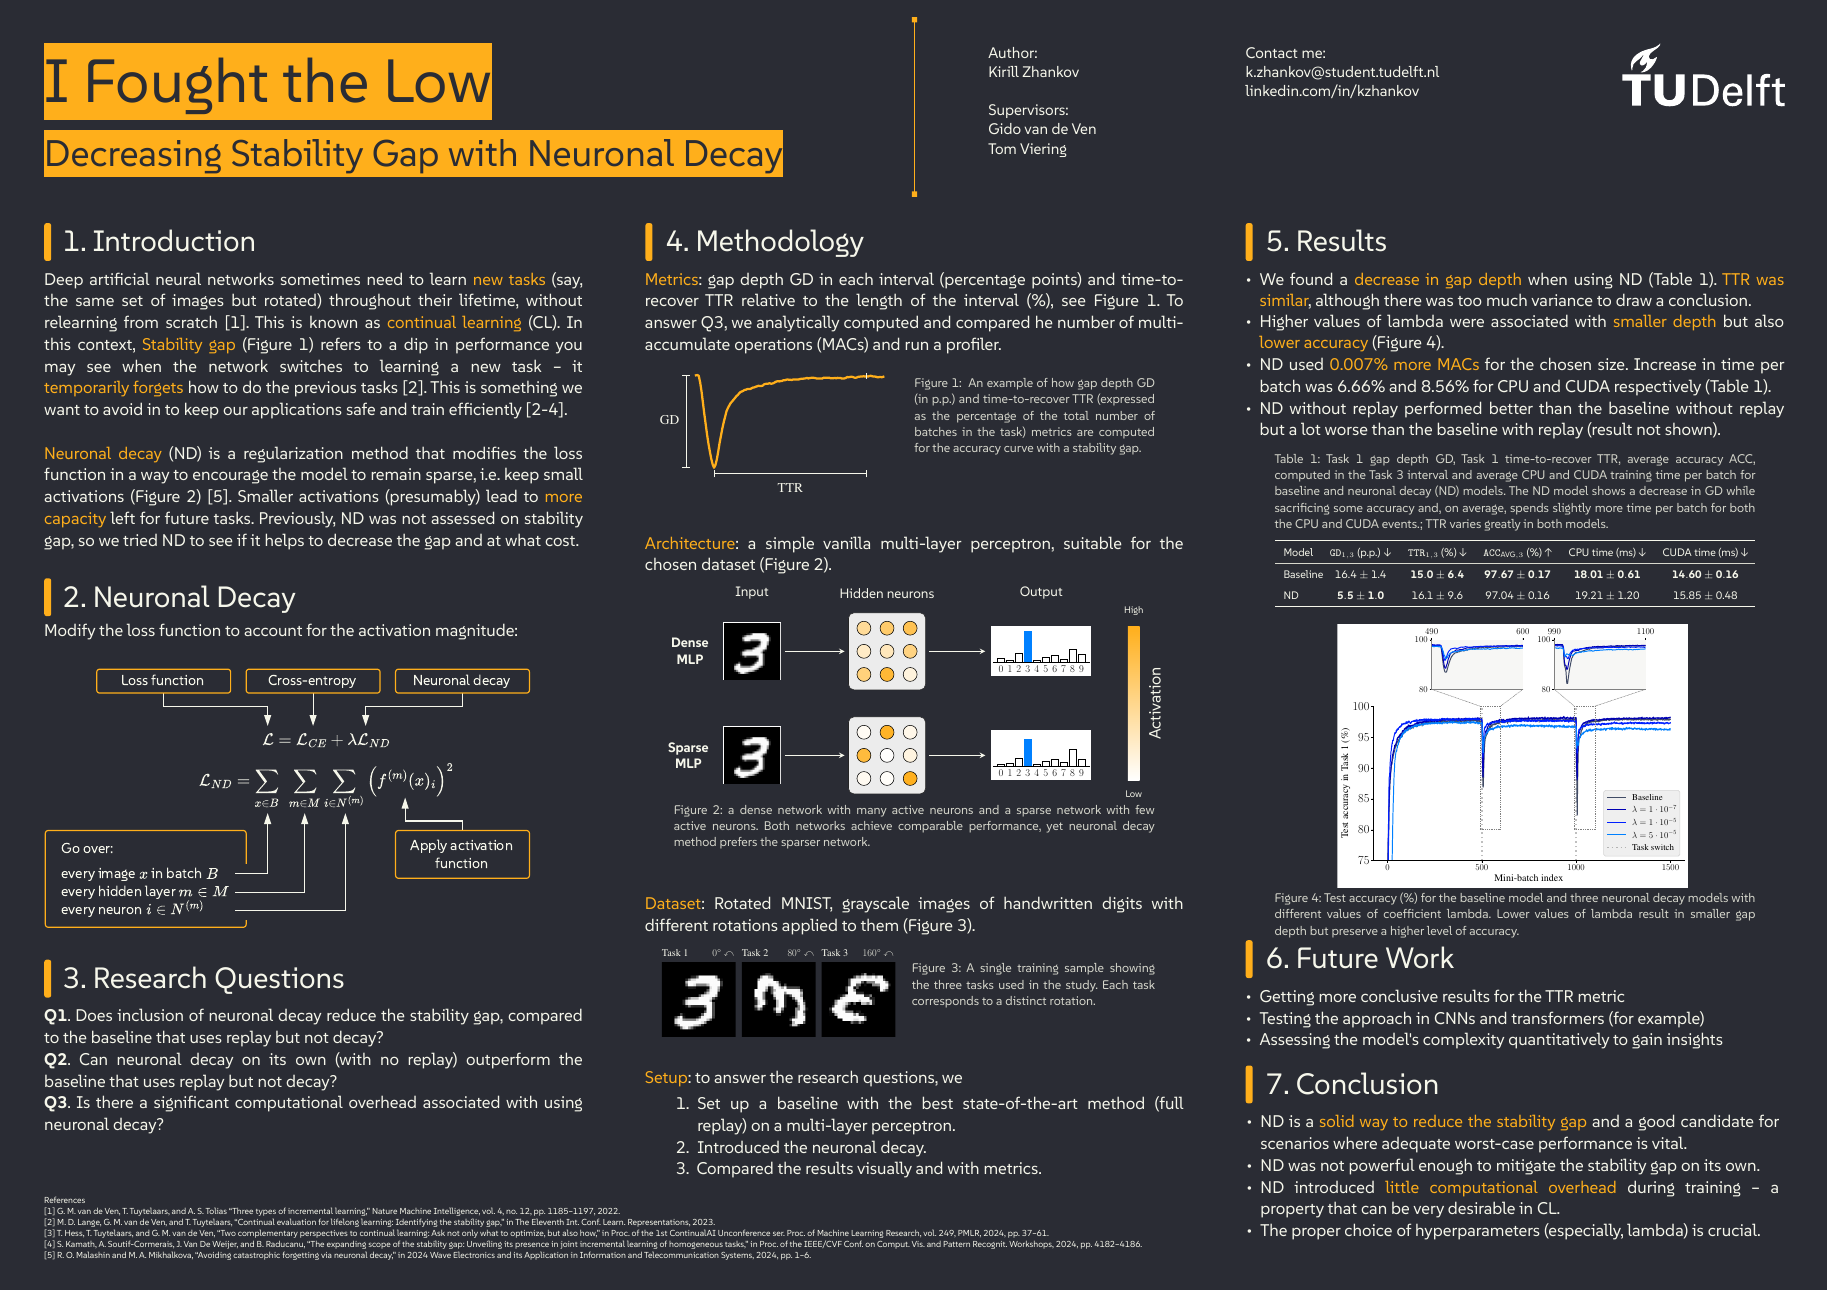 I Fought the Low
Decreasing Stability Gap with Neuronal Decay
Author:
Kirill Zhankov
Supervisors:
Gido van de Ven
Tom Viering
Contact me:
k.zhankov@student.tudelft.nl
linkedin.com/in/kzhankov
TUDelft
1. Introduction
Deep artificial neural networks sometimes need to learn new tasks (say,
the same set of images but rotated) throughout their lifetime, without
relearning from scratch [1]. This is known as continual learning (CL). In
this context, Stability gap (Figure 1) refers to a dip in performance you
may see when the network switches to learning a new task – it
temporarily forgets how to do the previous tasks [2]. This is something we
want to avoid in to keep our applications safe and train efficiently [2-4].
Neuronal decay (ND) is a regularization method that modifies the loss
function in a way to encourage the model to remain sparse, i.e. keep small
activations (Figure 2) [5]. Smaller activations (presumably) lead to more
capacity left for future tasks. Previously, ND was not assessed on stability
gap, so we tried ND to see if it helps to decrease the gap and at what cost.
2. Neuronal Decay
Modify the loss function to account for the activation magnitude:
Loss function
Cross-entropy
Neuronal decay
ℒ = ℒ_CE + λℒ_ND
ℒ_ND = ∑_{x∈B} ∑_{m∈M} ∑_{i∈N^(m)} (f^(m)(x)_i)^2
Go over:
every image x in batch B
every hidden layer m ∈ M
every neuron i ∈ N^(m)
Apply activation
function
3. Research Questions
Q1. Does inclusion of neuronal decay reduce the stability gap, compared
to the baseline that uses replay but not decay?
Q2. Can neuronal decay on its own (with no replay) outperform the
baseline that uses replay but not decay?
Q3. Is there a significant computational overhead associated with using
neuronal decay?
4. Methodology
Metrics: gap depth GD in each interval (percentage points) and time-to-
recover TTR relative to the length of the interval (%), see Figure 1. To
answer Q3, we analytically computed and compared he number of multi-
accumulate operations (MACs) and run a profiler.
GD
TTR
Figure 1: An example of how gap depth GD
(in p.p.) and time-to-recover TTR (expressed
as the percentage of the total number of
batches in the task) metrics are computed
for the accuracy curve with a stability gap.
Architecture: a simple vanilla multi-layer perceptron, suitable for the
chosen dataset (Figure 2).
Input
Hidden neurons
Output
Dense
MLP
0 1 2 3 4 5 6 7 8 9
Sparse
MLP
0 1 2 3 4 5 6 7 8 9
High
Activation
Low
Figure 2: a dense network with many active neurons and a sparse network with few
active neurons. Both networks achieve comparable performance, yet neuronal decay
method prefers the sparser network.
Dataset: Rotated MNIST, grayscale images of handwritten digits with
different rotations applied to them (Figure 3).
Task 1 0° Task 2 80° Task 3 160°
Figure 3: A single training sample showing
the three tasks used in the study. Each task
corresponds to a distinct rotation.
Setup: to answer the research questions, we
1. Set up a baseline with the best state-of-the-art method (full
replay) on a multi-layer perceptron.
2. Introduced the neuronal decay.
3. Compared the results visually and with metrics.
5. Results
• We found a decrease in gap depth when using ND (Table 1). TTR was
similar, although there was too much variance to draw a conclusion.
• Higher values of lambda were associated with smaller depth but also
lower accuracy (Figure 4).
• ND used 0.007% more MACs for the chosen size. Increase in time per
batch was 6.66% and 8.56% for CPU and CUDA respectively (Table 1).
• ND without replay performed better than the baseline without replay
but a lot worse than the baseline with replay (result not shown).
Table 1: Task 1 gap depth GD, Task 1 time-to-recover TTR, average accuracy ACC,
computed in the Task 3 interval and average CPU and CUDA training time per batch for
baseline and neuronal decay (ND) models. The ND model shows a decrease in GD while
sacrificing some accuracy and, on average, spends slightly more time per batch for both
the CPU and CUDA events.; TTR varies greatly in both models.
Model GD1,3 (p.p.) ↓ TTR1,3 (%) ↓ ACCAVG,3 (%) ↑ CPU time (ms) ↓ CUDA time (ms) ↓
Baseline 16.4 ± 1.4 15.0 ± 6.4 97.67 ± 0.17 18.01 ± 0.61 14.60 ± 0.16
ND 5.5 ± 1.0 16.1 ± 9.6 97.04 ± 0.16 19.21 ± 1.20 15.85 ± 0.48
490 600 990 1100
100 100
80 80
100
95
90
85
80
75
Test accuracy in Task 1 (%)
Baseline
λ = 1 · 10⁻⁷
λ = 1 · 10⁻⁵
λ = 5 · 10⁻⁵
Task switch
0 500 1000 1500
Mini-batch index
Figure 4: Test accuracy (%) for the baseline model and three neuronal decay models with
different values of coefficient lambda. Lower values of lambda result in smaller gap
depth but preserve a higher level of accuracy.
6. Future Work
• Getting more conclusive results for the TTR metric
• Testing the approach in CNNs and transformers (for example)
• Assessing the model's complexity quantitatively to gain insights
7. Conclusion
• ND is a solid way to reduce the stability gap and a good candidate for
scenarios where adequate worst-case performance is vital.
• ND was not powerful enough to mitigate the stability gap on its own.
• ND introduced little computational overhead during training – a
property that can be very desirable in CL.
• The proper choice of hyperparameters (especially, lambda) is crucial.
References
[1] G. M. van de Ven, T. Tuytelaars, and A. S. Tolias "Three types of incremental learning," Nature Machine Intelligence, vol. 4, no. 12, pp. 1185–1197, 2022.
[2] M. D. Lange, G. M. van de Ven, and T. Tuytelaars, "Continual evaluation for lifelong learning: Identifying the stability gap," in The Eleventh Int. Conf. Learn. Representations, 2023.
[3] T. Hess, T. Tuytelaars, and G. M. van de Ven, "Two complementary perspectives to continual learning: Ask not only what to optimize, but also how," in Proc. of the 1st ContinualAI Unconference ser. Proc. of Machine Learning Research, vol. 249, PMLR, 2024, pp. 37–61.
[4] S. Kamath, A. Soutif-Cormerais, J. Van De Weijer, and B. Raducanu, "The expanding scope of the stability gap: Unveiling its presence in joint incremental learning of homogeneous tasks," in Proc. of the IEEE/CVF Conf. on Comput. Vis. and Pattern Recognit. Workshops, 2024, pp. 4182–4186.
[5] R. O. Malashin and M. A. Mikhalkova, "Avoiding catastrophic forgetting via neuronal decay," in 2024 Wave Electronics and its Application in Information and Telecommunication Systems, 2024, pp. 1–6.